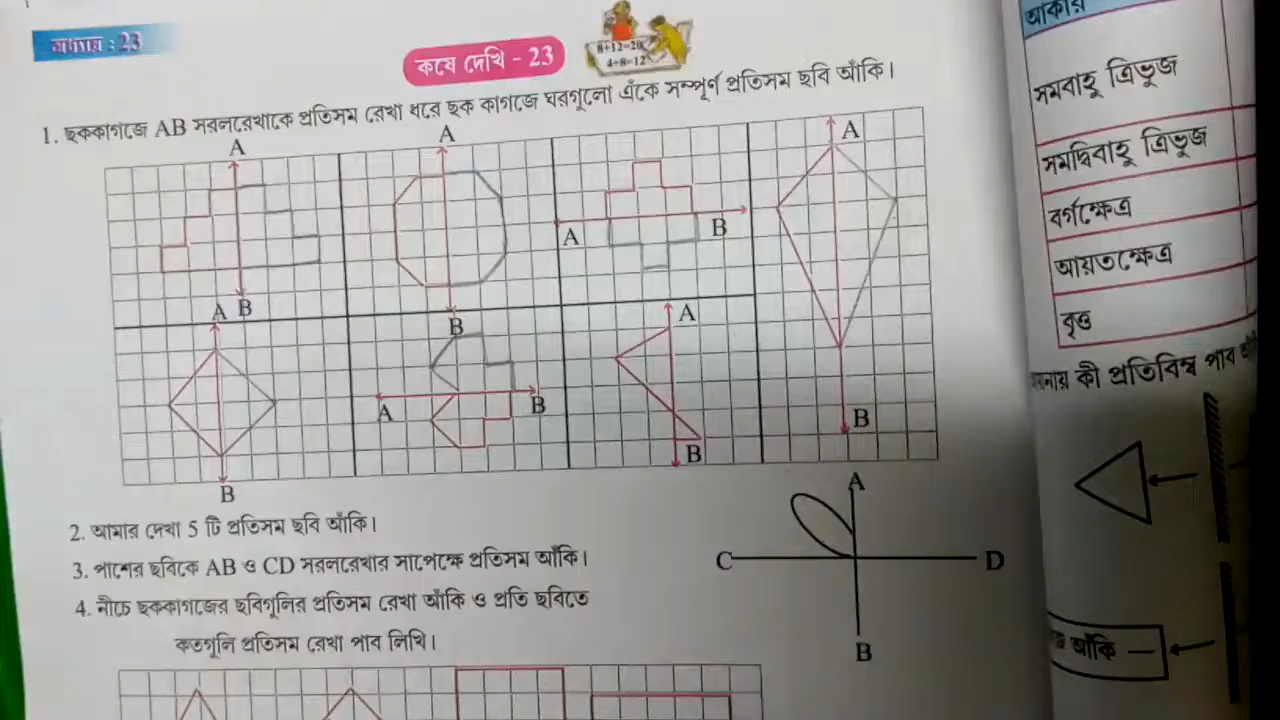 অধ্যায় : 23
কষে দেখি - 23
8+12=20
4+8=12
1. ছককাগজে AB সরলরেখাকে প্রতিসম রেখা ধরে ছক কাগজে ঘরগুলো এঁকে সম্পূর্ণ প্রতিসম ছবি আঁকি।
A
A
A B
A
B
A B
A
B
A
B
A
B
B
2. আমার দেখা 5 টি প্রতিসম ছবি আঁকি।
3. পাশের ছবিকে AB ও CD সরলরেখার সাপেক্ষে প্রতিসম আঁকি।
4. নীচে ছককাগজের ছবিগুলির প্রতিসম রেখা আঁকি ও প্রতি ছবিতে
কতগুলি প্রতিসম রেখা পাব লিখি।
A
C D
B
আকার
সমবাহু ত্রিভুজ
সমদ্বিবাহু ত্রিভুজ
বর্গক্ষেত্র
আয়তক্ষেত্র
বৃত্ত
কী প্রতিবিম্ব পাব
আঁকি —